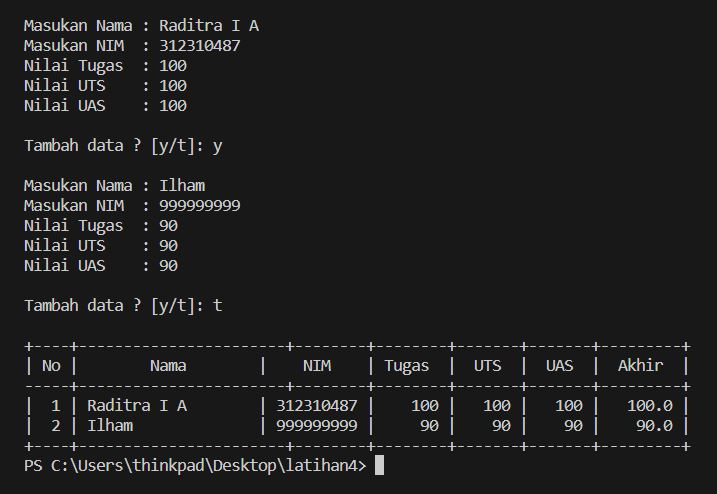 Masukan Nama : Raditra I A
Masukan NIM  : 312310487
Nilai Tugas  : 100
Nilai UTS    : 100
Nilai UAS    : 100
Tambah data ? [y/t]: y
Masukan Nama : Ilham
Masukan NIM  : 999999999
Nilai Tugas  : 90
Nilai UTS    : 90
Nilai UAS    : 90
Tambah data ? [y/t]: t
+----+-----------------------+--------+--------+-------+-------+---------+
| No |        Nama        |    NIM    | Tugas  |  UTS  |  UAS  |  Akhir  |
-----+-----------------------+--------+--------+-------+-------+---------+
|  1 | Raditra I A        | 312310487 |    100 |   100 |   100 |   100.0 |
|  2 | Ilham              | 999999999 |     90 |    90 |    90 |    90.0 |
+----+-----------------------+--------+--------+-------+-------+---------+
PS C:\Users\thinkpad\Desktop\latihan4>